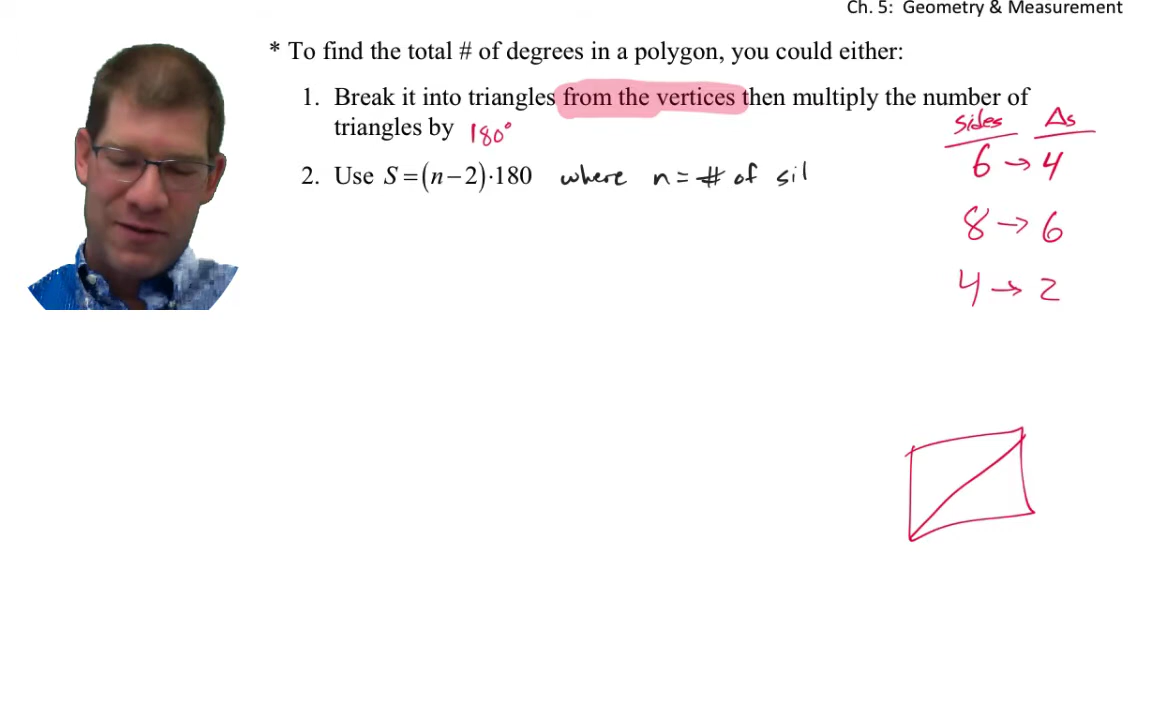 Ch. 5: Geometry & Measurement
* To find the total # of degrees in a polygon, you could either:
1. Break it into triangles from the vertices then multiply the number of
triangles by 180°
sides Δs
6 → 4
2. Use S = (n − 2)·180 where n = # of sil
8 → 6
4 → 2